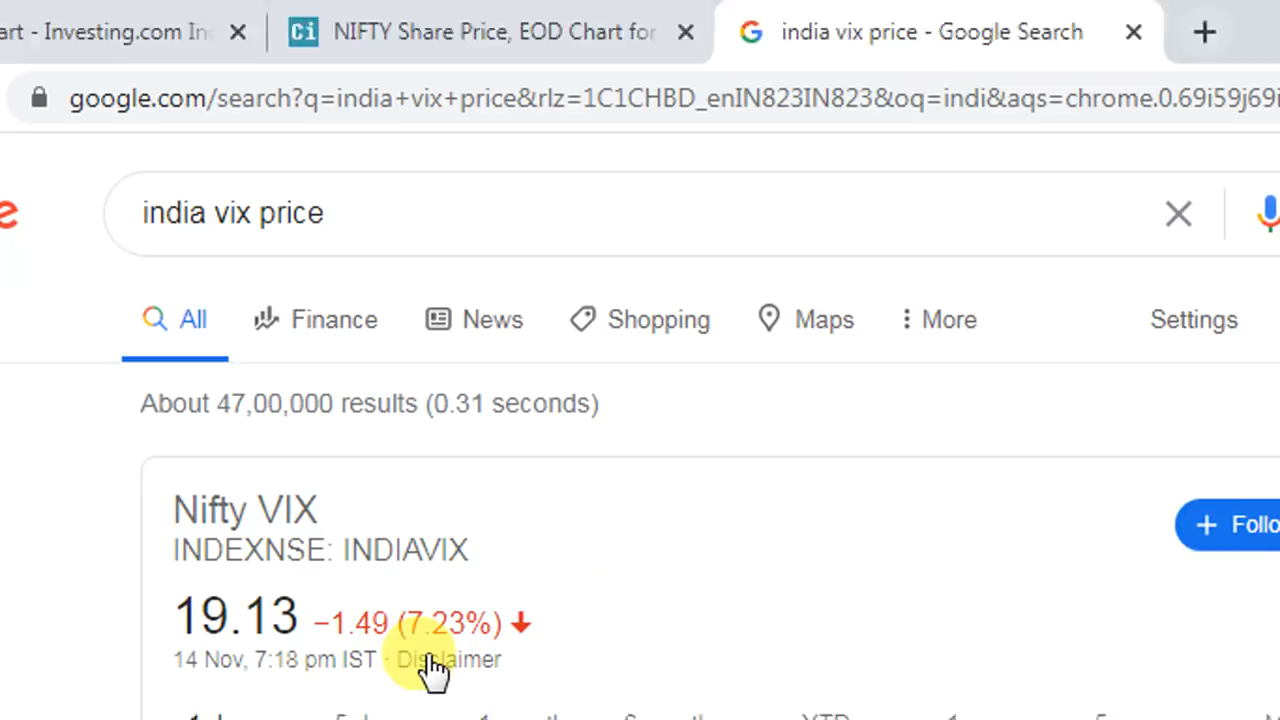 art - Investing.com In
Ci NIFTY Share Price, EOD Chart for
india vix price - Google Search
google.com/search?q=india+vix+price&rlz=1C1CHBD_enIN823IN823&oq=indi&aqs=chrome.0.69i59j69i
e
india vix price
All Finance News Shopping Maps More Settings
About 47,00,000 results (0.31 seconds)
Nifty VIX
+ Follo
INDEXNSE: INDIAVIX
19.13 −1.49 (7.23%)
14 Nov, 7:18 pm IST · Disclaimer